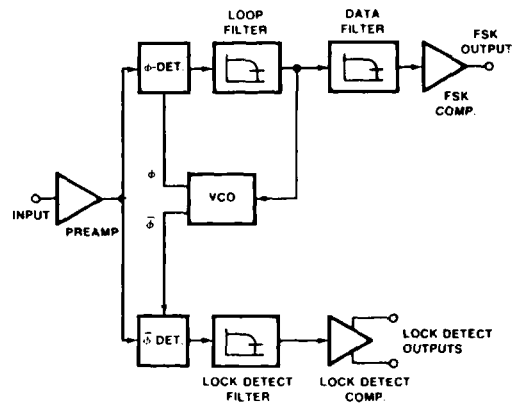 LOOP
FILTER
DATA
FILTER
FSK
OUTPUT
ϕ-DET.
FSK
COMP.
ϕ
VCO
INPUT
PREAMP
ϕ̄
ϕ̄ DET.
LOCK DETECT
OUTPUTS
LOCK DETECT
FILTER
LOCK DETECT
COMP.